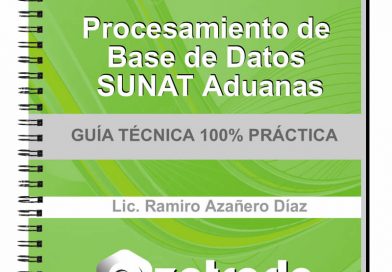 Procesamiento de
Base de Datos
SUNAT Aduanas
GUÍA TÉCNICA 100% PRÁCTICA
Lic. Ramiro Azañero Díaz